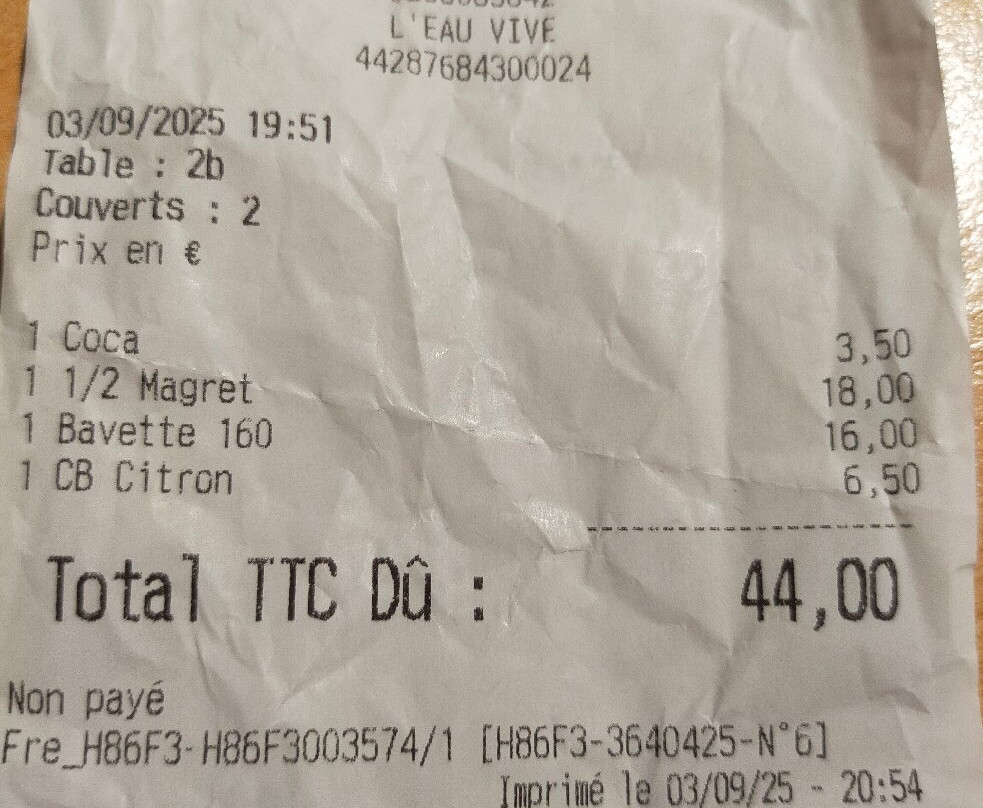 L'EAU VIVE
44287684300024
03/09/2025 19:51
Table : 2b
Couverts : 2
Prix en €
1 Coca 3,50
1 1/2 Magret 18,00
1 Bavette 160 16,00
1 CB Citron 6,50
Total TTC Dû : 44,00
Non payé
Fre_H86F3-H86F3003574/1 [H86F3-3640425-N°6]
Imprimé le 03/09/25 - 20:54